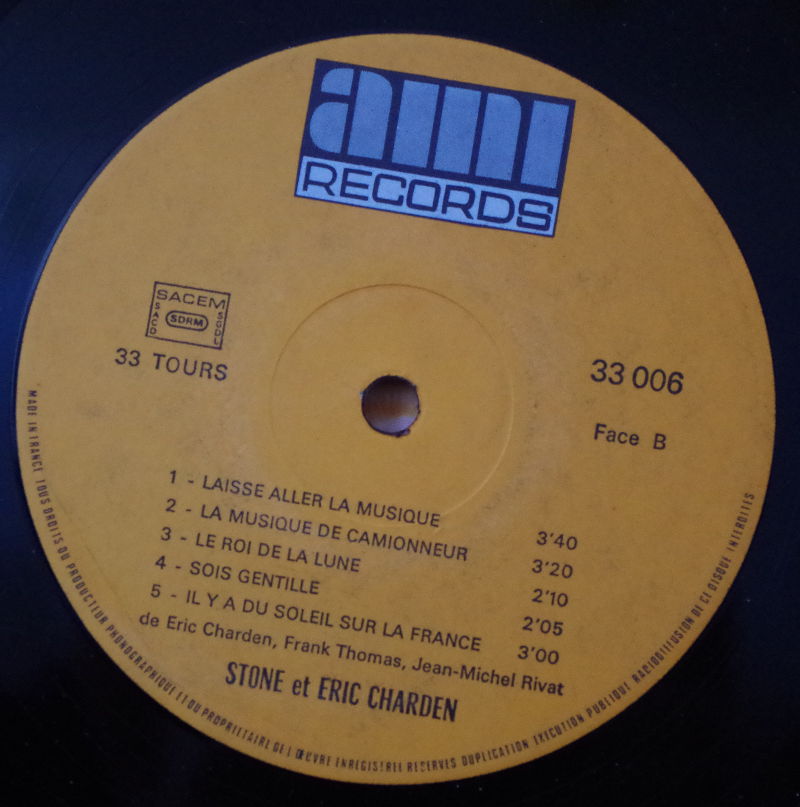 ami
RECORDS
SACEM
SACD
SDRM
SGDL
33 TOURS
33 006
Face B
1 - LAISSE ALLER LA MUSIQUE 3'40
2 - LA MUSIQUE DE CAMIONNEUR 3'20
3 - LE ROI DE LA LUNE 2'10
4 - SOIS GENTILLE 2'05
5 - IL Y A DU SOLEIL SUR LA FRANCE 3'00
de Eric Charden, Frank Thomas, Jean-Michel Rivat
STONE et ERIC CHARDEN
MADE IN FRANCE TOUS DROITS DU PRODUCTEUR PHONOGRAPHIQUE ET DU PROPRIETAIRE DE L'ŒUVRE ENREGISTREE RESERVES DUPLICATION EXECUTION PUBLIQUE RADIODIFFUSION DE CE DISQUE INTERDITES